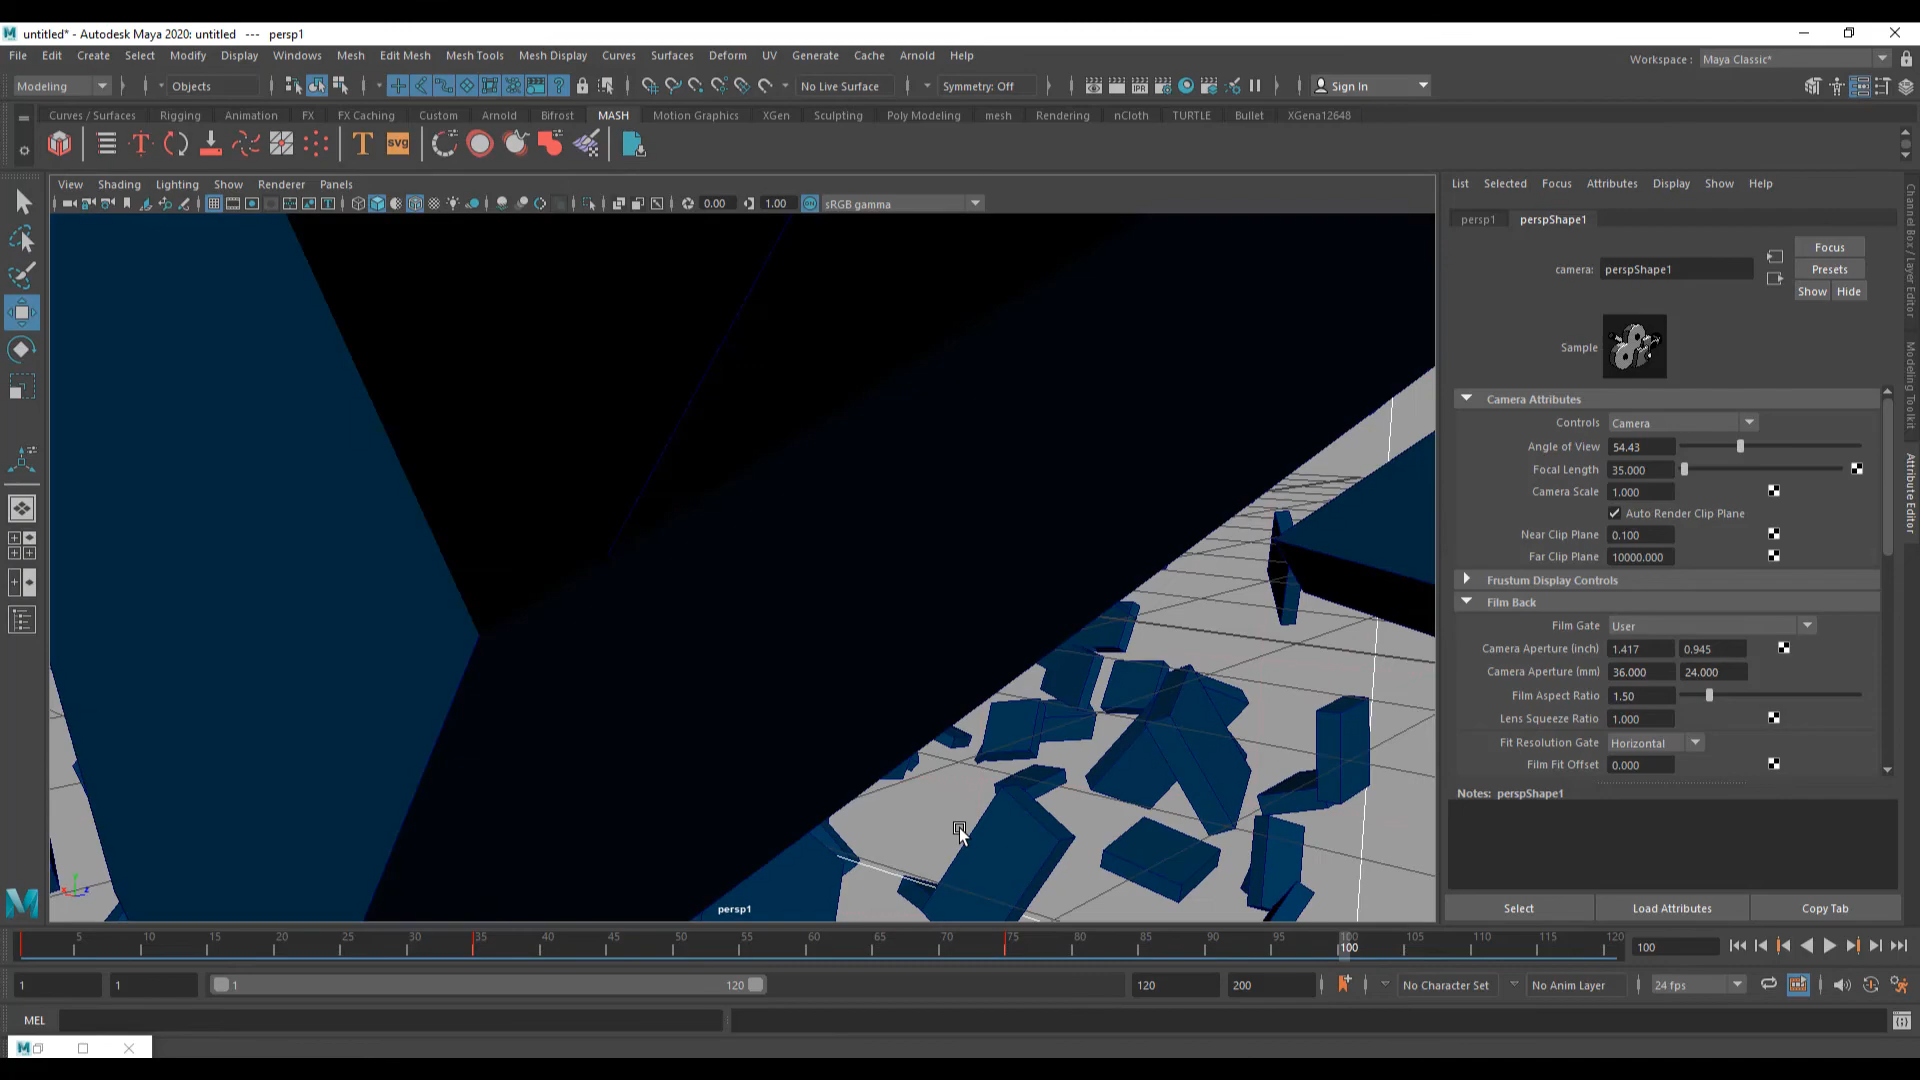 untitled* - Autodesk Maya 2020: untitled   ---   persp1
File Edit Create Select Modify Display Windows Mesh Edit Mesh Mesh Tools Mesh Display Curves Surfaces Deform UV Generate Cache Arnold Help
Workspace : Maya Classic*
Modeling Objects No Live Surface Symmetry: Off Sign In
Curves / Surfaces Rigging Animation FX FX Caching Custom Arnold Bifrost MASH Motion Graphics XGen Sculpting Poly Modeling mesh Rendering nCloth TURTLE Bullet XGena12648
T SVG
View Shading Lighting Show Renderer Panels
0.00 1.00 ON sRGB gamma
List Selected Focus Attributes Display Show Help
persp1 perspShape1
Focus
camera: perspShape1
Presets
Show Hide
Sample
Camera Attributes
Controls Camera
Angle of View 54.43
Focal Length 35.000
Camera Scale 1.000
Auto Render Clip Plane
Near Clip Plane 0.100
Far Clip Plane 10000.000
Frustum Display Controls
Film Back
Film Gate User
Camera Aperture (inch) 1.417 0.945
Camera Aperture (mm) 36.000 24.000
Film Aspect Ratio 1.50
Lens Squeeze Ratio 1.000
Fit Resolution Gate Horizontal
Film Fit Offset 0.000
Notes: perspShape1
Select Load Attributes Copy Tab
Channel Box / Layer Editor
Modeling Toolkit
Attribute Editor
x y z
persp1
5 10 15 20 25 30 35 40 45 50 55 60 65 70 75 80 85 90 95 100 105 110 115 120
100
100
1 1 1 120 120 200 No Character Set No Anim Layer 24 fps
MEL